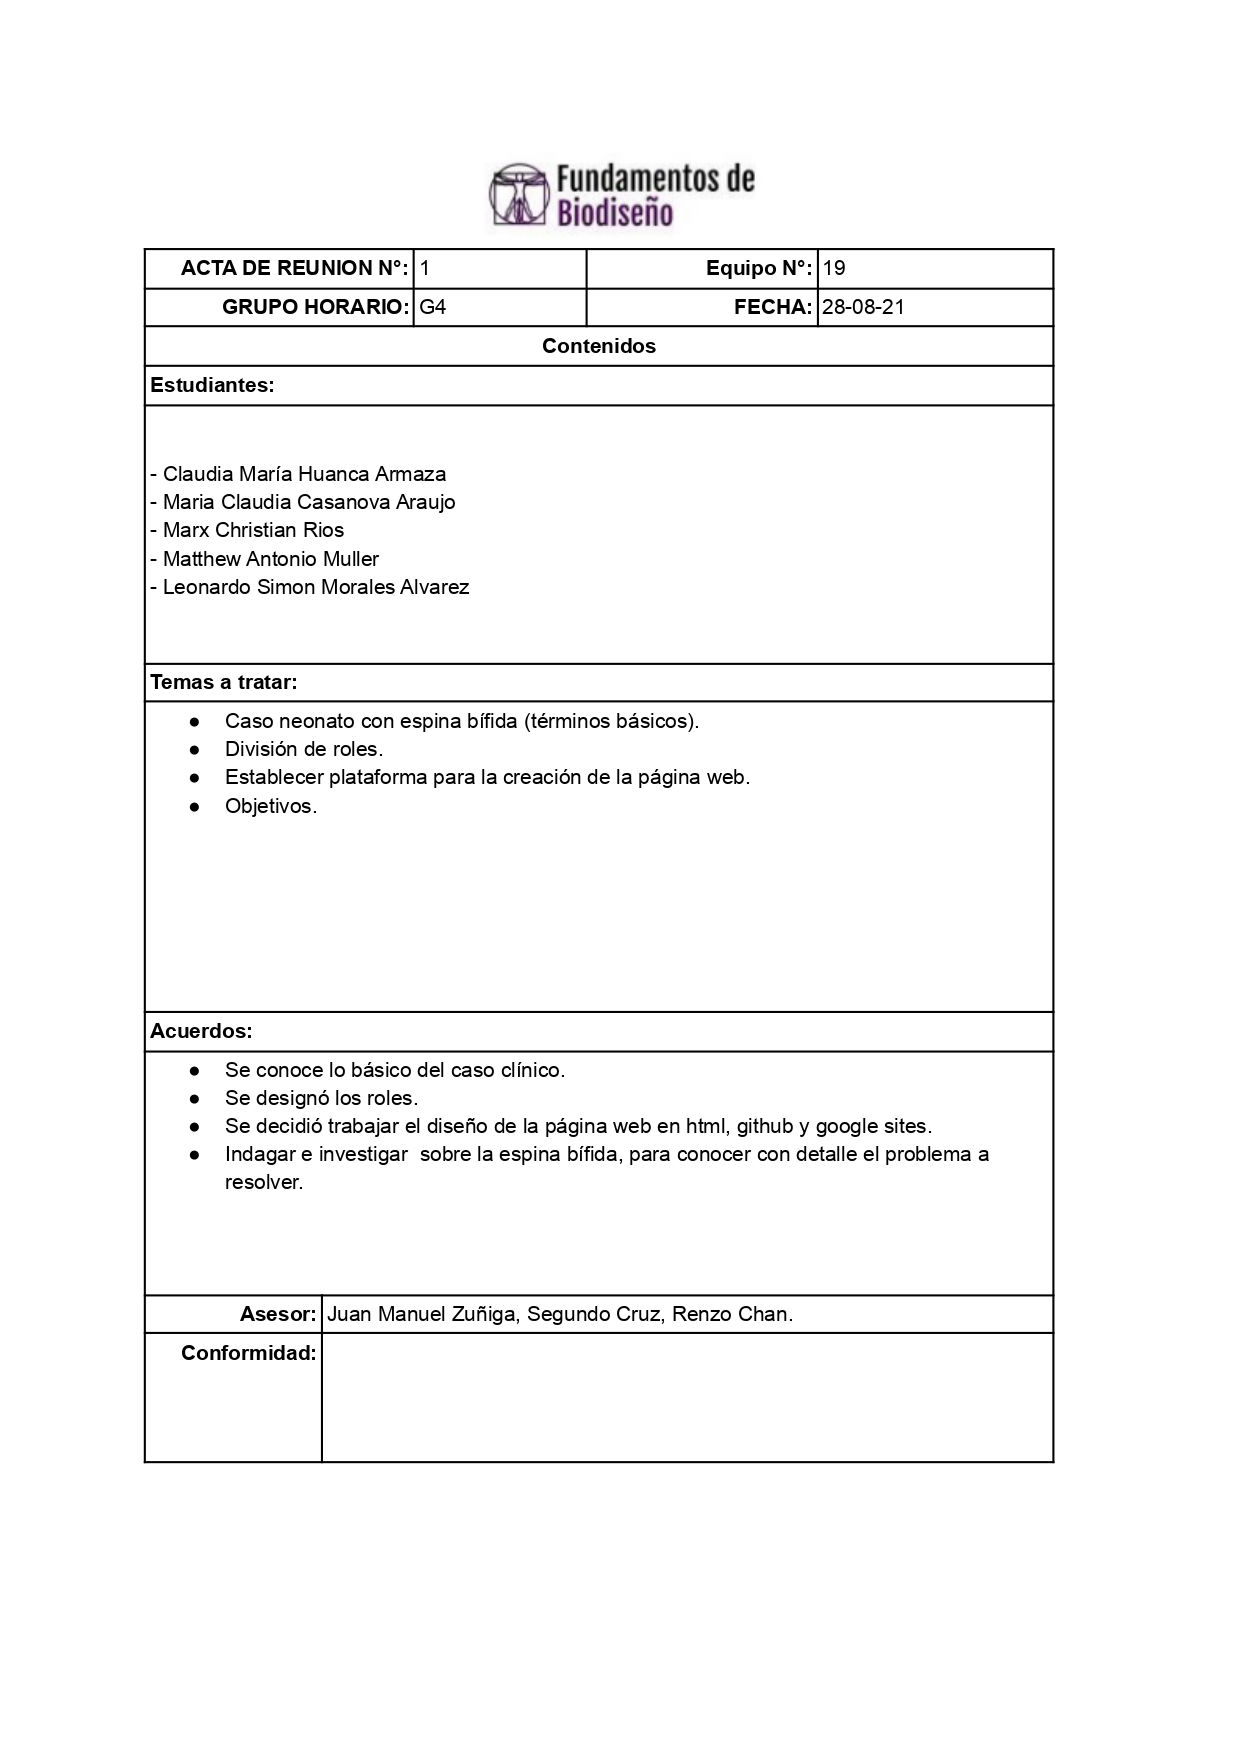 Fundamentos de
Biodiseño
ACTA DE REUNION N°: 1 Equipo N°: 19
GRUPO HORARIO: G4 FECHA: 28-08-21
Contenidos
Estudiantes:
- Claudia María Huanca Armaza
- Maria Claudia Casanova Araujo
- Marx Christian Rios
- Matthew Antonio Muller
- Leonardo Simon Morales Alvarez
Temas a tratar:
● Caso neonato con espina bífida (términos básicos).
● División de roles.
● Establecer plataforma para la creación de la página web.
● Objetivos.
Acuerdos:
● Se conoce lo básico del caso clínico.
● Se designó los roles.
● Se decidió trabajar el diseño de la página web en html, github y google sites.
● Indagar e investigar  sobre la espina bífida, para conocer con detalle el problema a
resolver.
Asesor: Juan Manuel Zuñiga, Segundo Cruz, Renzo Chan.
Conformidad: